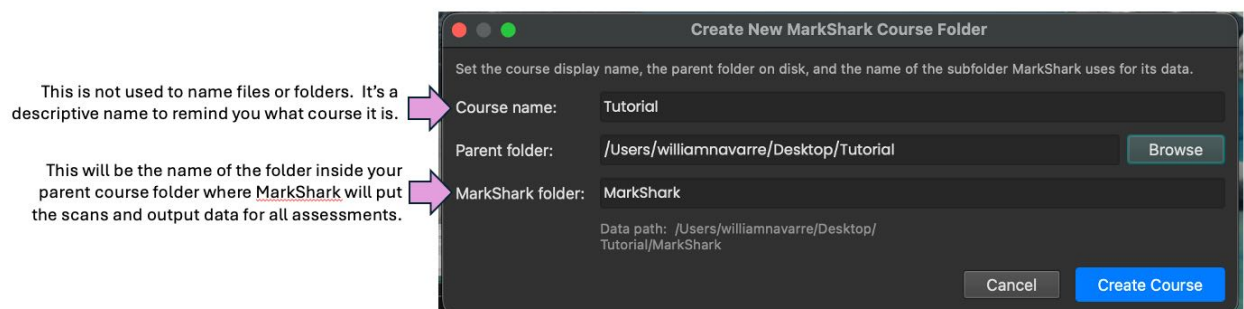 Create New MarkShark Course Folder
Set the course display name, the parent folder on disk, and the name of the subfolder MarkShark uses for its data.
This is not used to name files or folders.  It's a
descriptive name to remind you what course it is.
Course name:
Tutorial
Parent folder:
/Users/williamnavarre/Desktop/Tutorial
Browse
This will be the name of the folder inside your
parent course folder where MarkShark will put
the scans and output data for all assessments.
MarkShark folder:
MarkShark
Data path:  /Users/williamnavarre/Desktop/
Tutorial/MarkShark
Cancel
Create Course